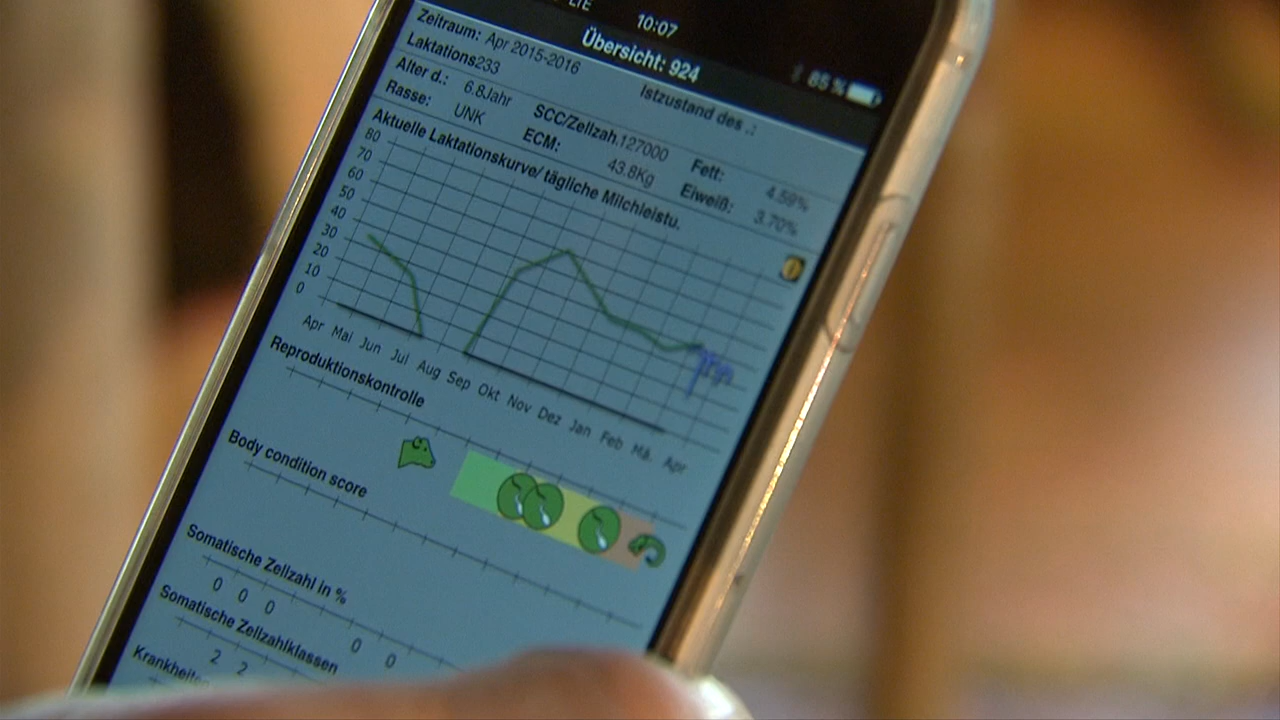 LTE 10:07 85 %
Übersicht: 924
Zeitraum: Apr 2015-2016 Istzustand des .:
Laktations233
Alter d.: 6.8Jahr SCC/Zellzah.127000 Fett: 4.59%
Rasse: UNK ECM: 43.8Kg Eiweiß: 3.70%
Aktuelle Laktationskurve/ tägliche Milchleistu.
80
70
60
50
40
30
20
10
0
Apr Mai Jun Jul Aug Sep Okt Nov Dez Jan Feb Mä. Apr
Reproduktionskontrolle
Body condition score
Somatische Zellzahl in %
0 0 0 0 0
Somatische Zellzahlklassen
2 2
Krankheiten